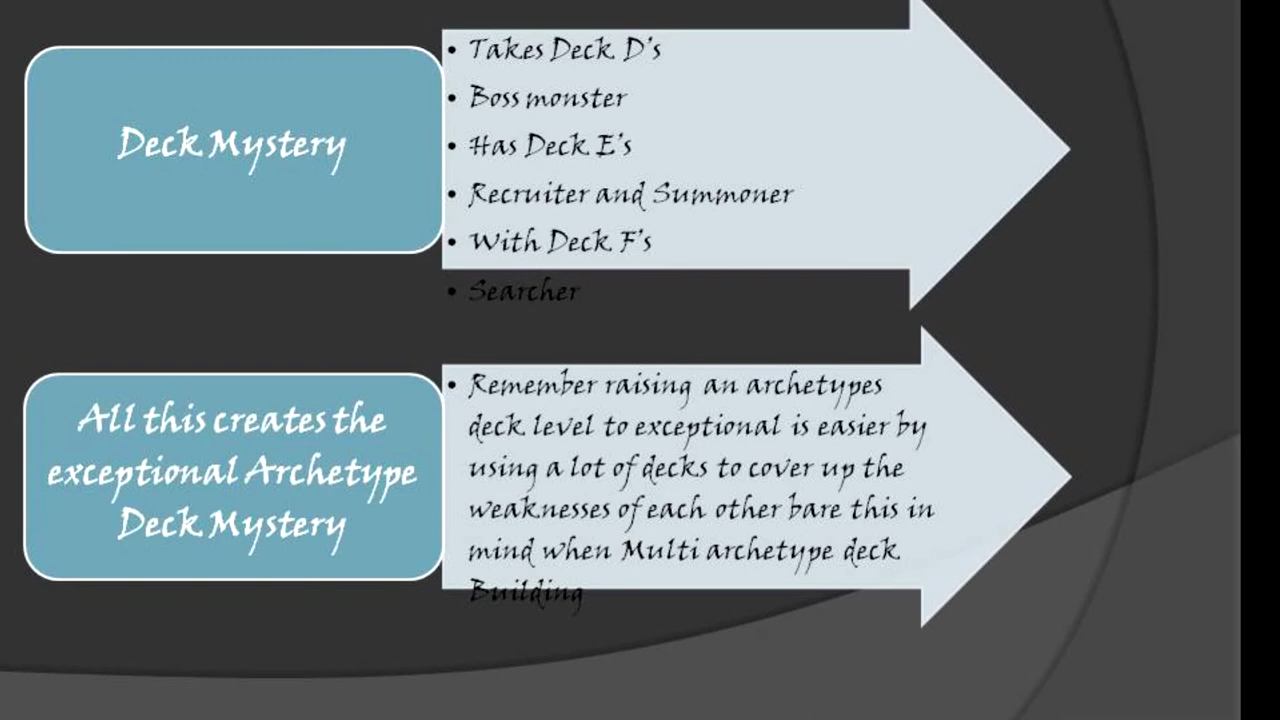 Deck Mystery
• Takes Deck D's
• Boss monster
• Has Deck E's
• Recruiter and Summoner
• With Deck F's
• Searcher
All this creates the
exceptional Archetype
Deck Mystery
• Remember raising an archetypes
deck level to exceptional is easier by
using a lot of decks to cover up the
weaknesses of each other bare this in
mind when Multi archetype deck
Building